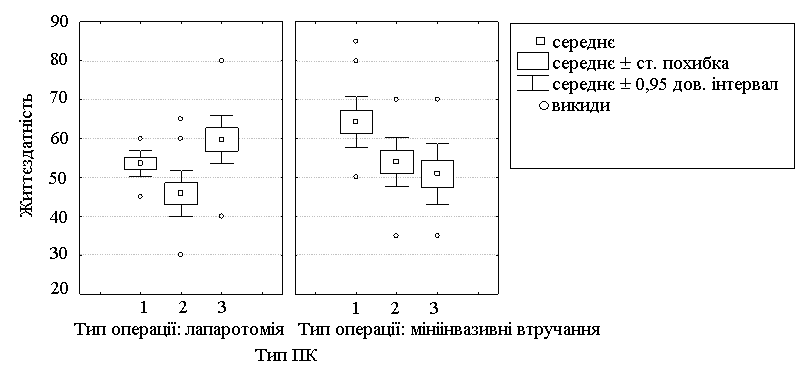 90
80
70
60
50
40
30
20
Життєздатність
1 2 3
1 2 3
Тип операції: лапаротомія
Тип операції: мініінвазивні втручання
Тип ПК
середнє
середнє ± ст. похибка
середнє ± 0,95 дов. інтервал
викиди